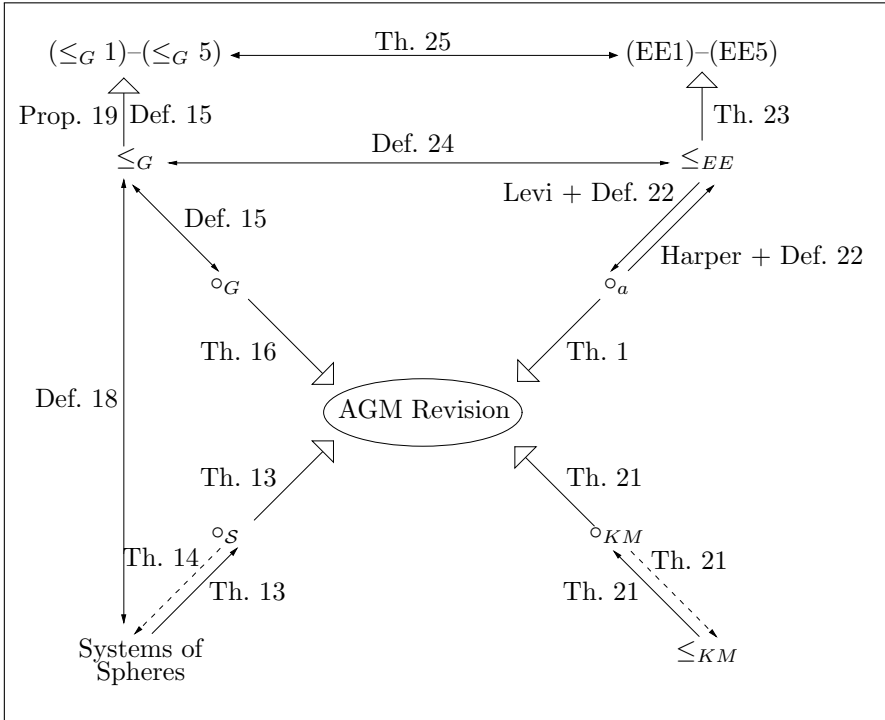 (≤G 1)–(≤G 5) Th. 25 (EE1)–(EE5)
Prop. 19 Def. 15 Th. 23
≤G Def. 24 ≤EE
Levi + Def. 22
Def. 15
Harper + Def. 22
∘G ∘a
Th. 16 Th. 1
Def. 18
AGM Revision
Th. 13 Th. 21
∘S ∘KM
Th. 14 Th. 21
Th. 13 Th. 21
Systems of
Spheres
≤KM